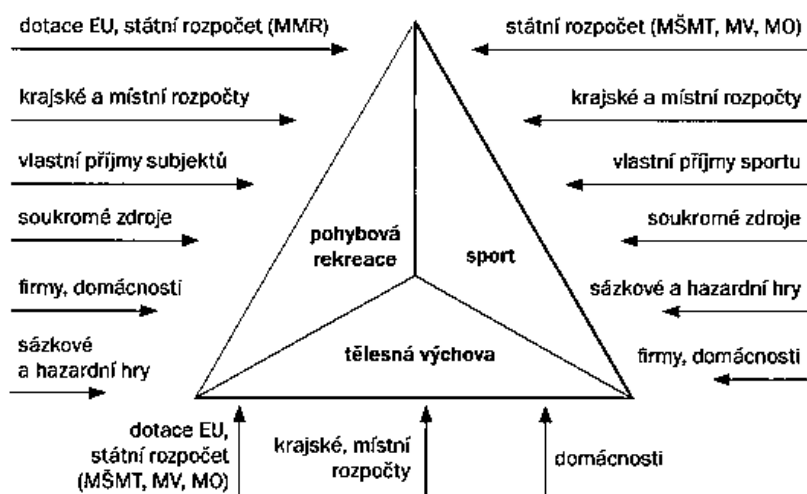 dotace EU, státní rozpočet (MMR)
státní rozpočet (MŠMT, MV, MO)
krajské a místní rozpočty
krajské a místní rozpočty
vlastní příjmy subjektů
vlastní příjmy sportu
soukromé zdroje
soukromé zdroje
pohybová
rekreace
sport
firmy, domácnosti
sázkové a hazardní hry
sázkové
a hazardní hry
tělesná výchova
firmy, domácnosti
dotace EU,
státní rozpočet
(MŠMT, MV, MO)
krajské, místní
rozpočty
domácnosti